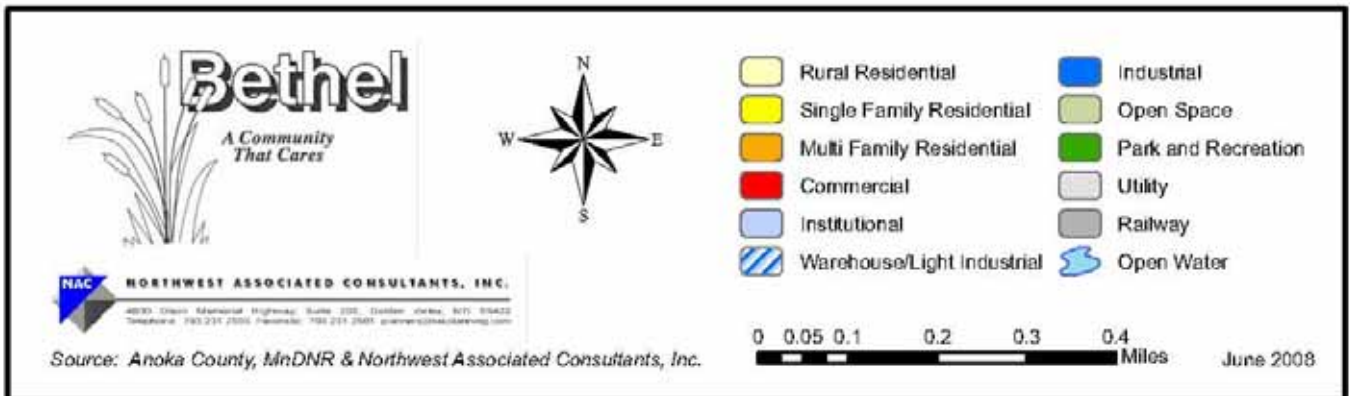 Bethel
A Community
That Cares
N
W
E
S
NAC
NORTHWEST ASSOCIATED CONSULTANTS, INC.
Source: Anoka County, MnDNR & Northwest Associated Consultants, Inc.
Rural Residential
Single Family Residential
Multi Family Residential
Commercial
Institutional
Warehouse/Light Industrial
Industrial
Open Space
Park and Recreation
Utility
Railway
Open Water
0 0.05 0.1 0.2 0.3 0.4
Miles
June 2008